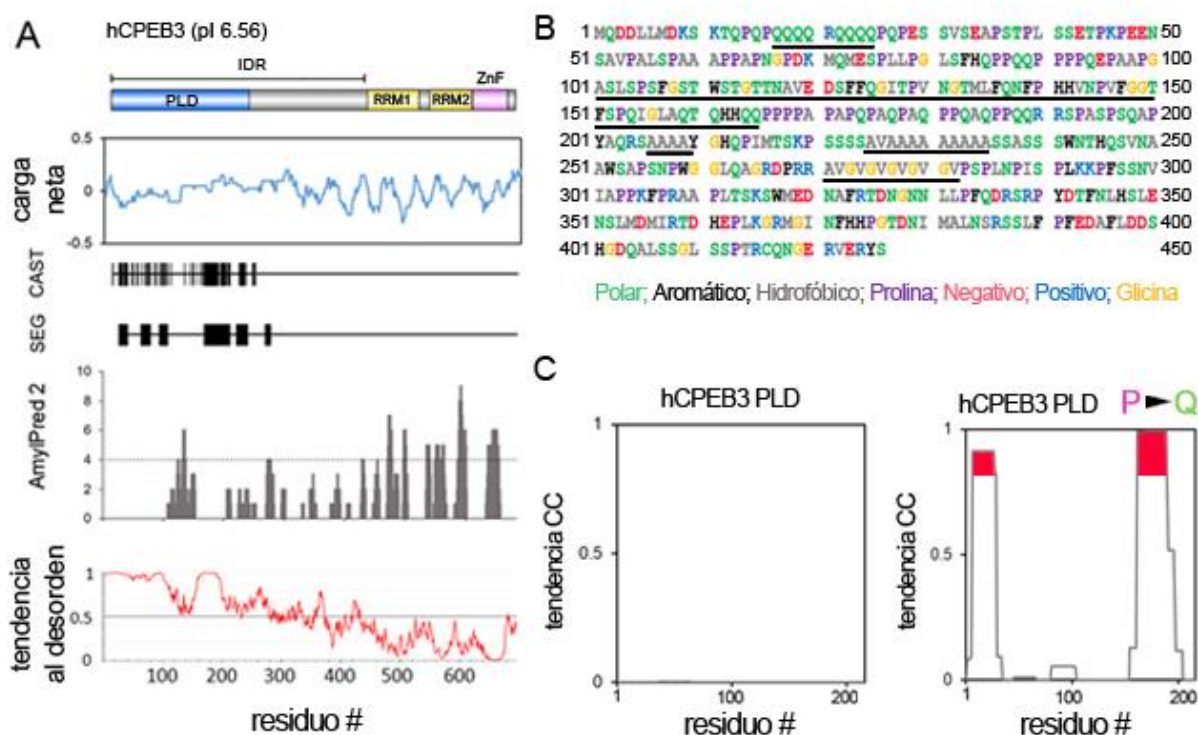 A
hCPEB3 (pI 6.56)
IDR
ZnF
PLD
RRM1
RRM2
0.5
0
-0.5
carga neta
CAST
SEG
10
8
6
4
2
0
AmylPred 2
1
0.5
0
tendencia al desorden
100 200 300 400 500 600
residuo #
B
1 MQDDLLMDKS KTQPQPQQQQ RQQQQPQPES SVSEAPSTPL SSETPKPEEN 50
51 SAVPALSPAA APPAPNGPDK MQMESPLLPG LSFHQPPQQP PPPQEPAAPG 100
101 ASLSPSFGST WSTGTTNAVE DSFFQGITPV NGTMLFQNFP HHVNPVFGGT 150
151 FSPQIGLAQT QHHQQPPPPA PAPQPAQPAQ PPQAQPPQQR RSPASPSQAP 200
201 YAQRSAAAAY GHQPIMTSKP SSSSAVAAAA AAAAASSASS SWNTHQSVNA 250
251 AWSAPSNPWG GLQAGRDPRR AVGVGVGVGV GVPSPLNPIS PLKKPFSSNV 300
301 IAPPKFPRAA PLTSKSWMED NAFRTDNGNN LLPFQDRSRP YDTFNLHSLE 350
351 NSLMDMIRTD HEPLKGRMGI NFHHPGTDNI MALNSRSSLF PFEDAFLDDS 400
401 HGDQALSSGL SSPTRCQNGE RVERYS 450
Polar; Aromático; Hidrofóbico; Prolina; Negativo; Positivo; Glicina
C
hCPEB3 PLD
1
0.5
0
tendencia CC
1 100 200
residuo #
hCPEB3 PLD P►Q
1
0.5
0
tendencia CC
1 100 200
residuo #